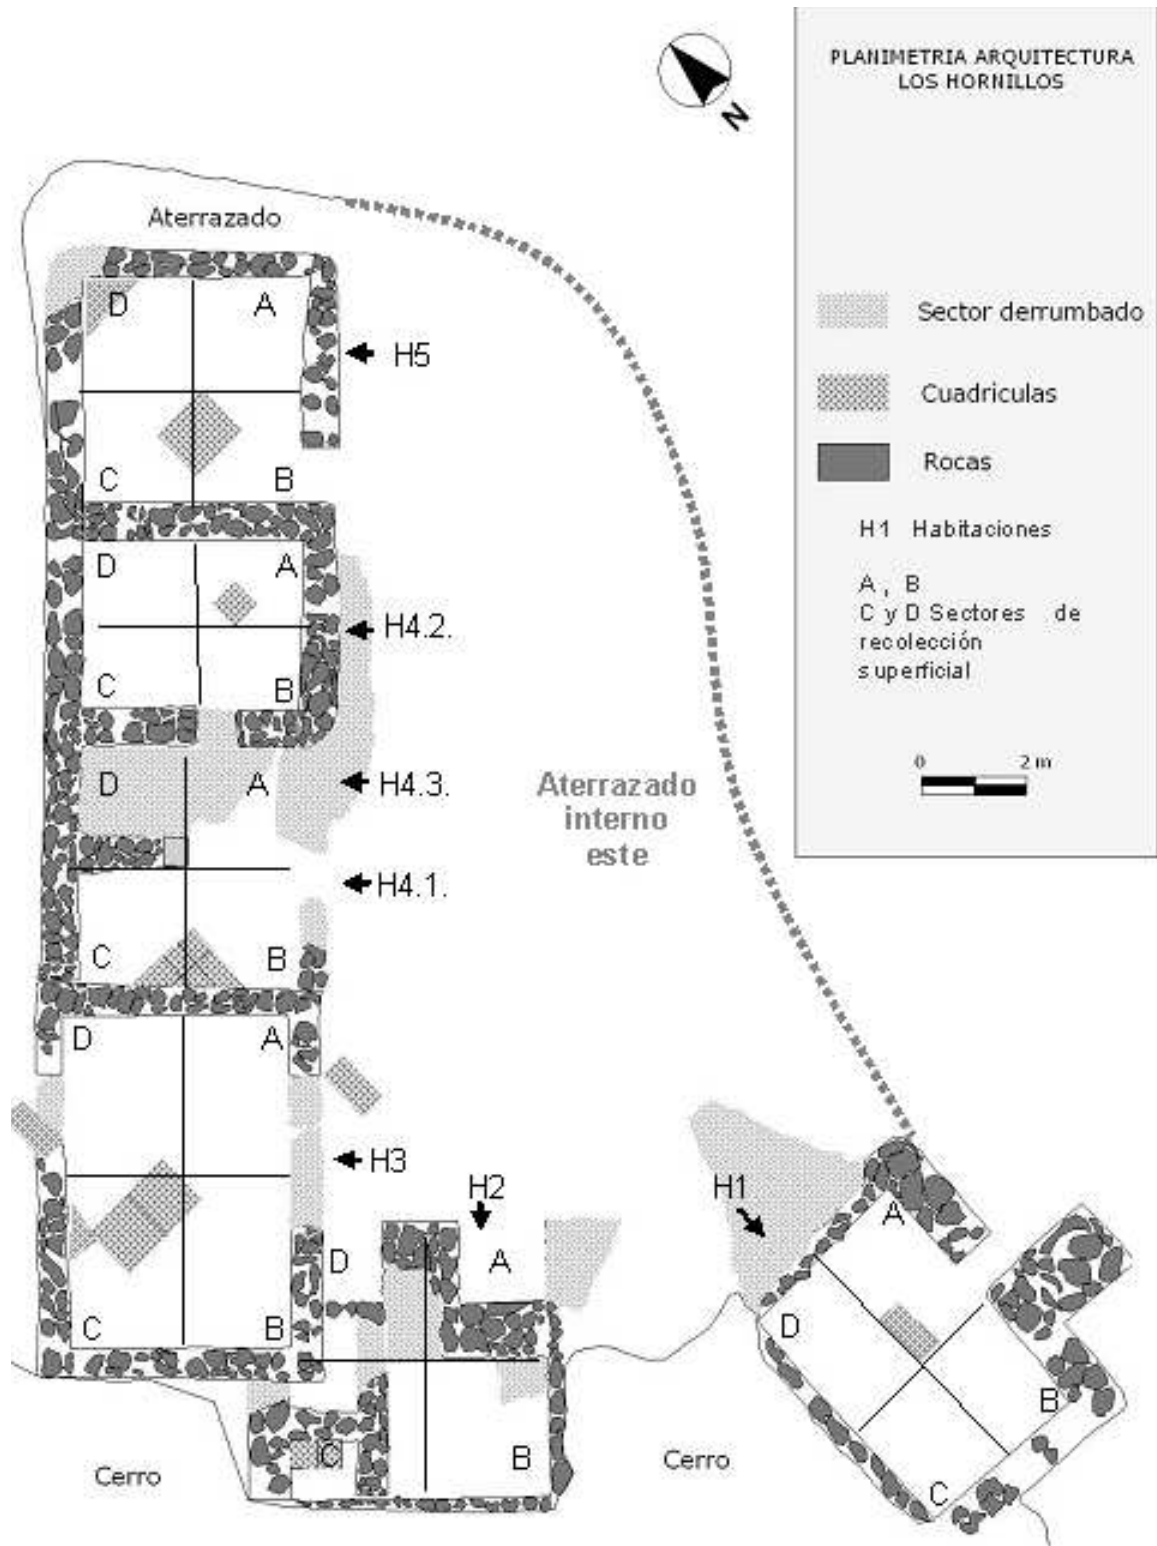 PLANIMETRIA ARQUITECTURA
LOS HORNILLOS
N
Sector derrumbado
Cuadriculas
Rocas
H1 Habitaciones
A , B
C y D Sectores de
recolección
superficial
0 2 m
Aterrazado
D A
H5
C B
D A
H4.2.
C B
D A
H4.3.
H4.1.
C B
D A
H3
C B
Aterrazado
interno
este
H2
D A
C B
H1
A
D
B
C
Cerro
Cerro